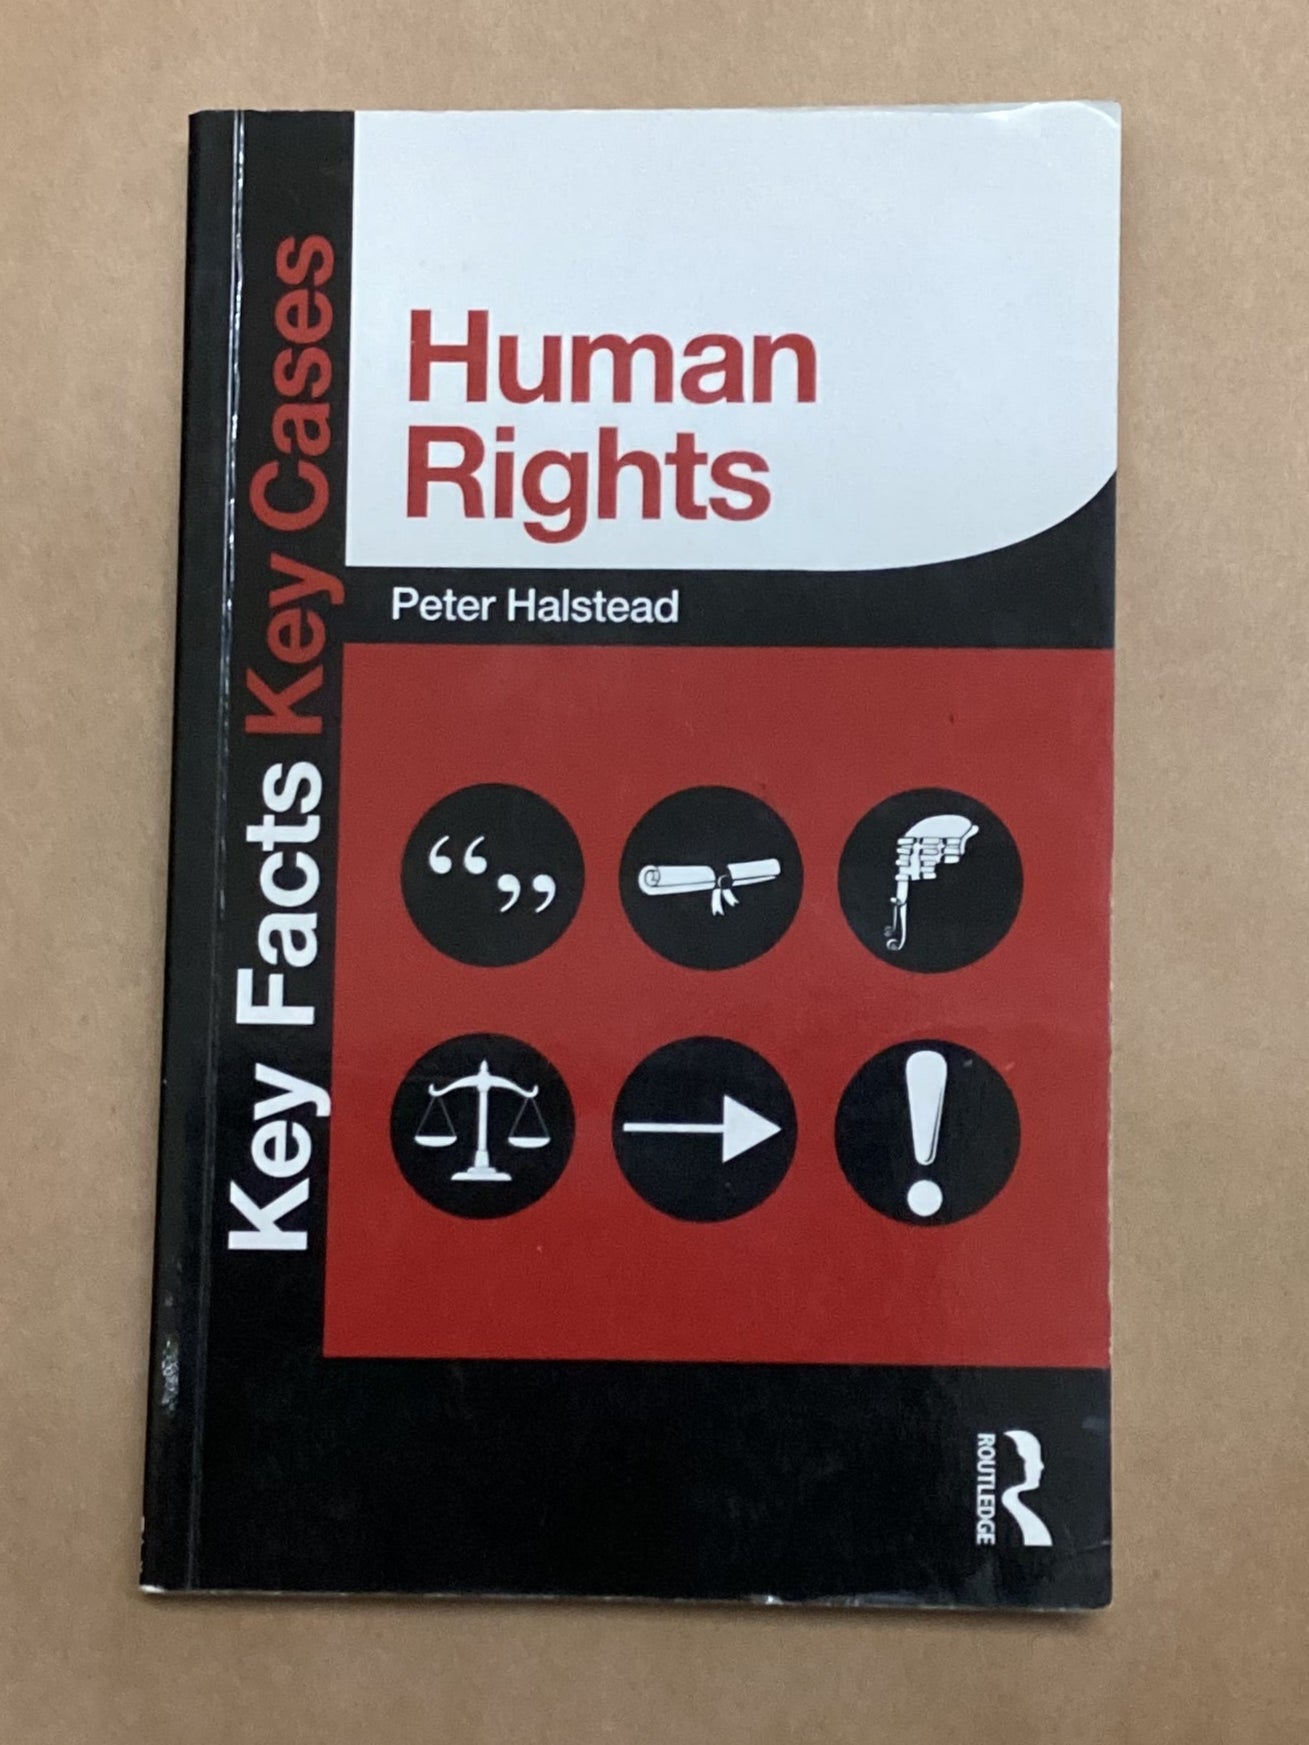 Key Facts Key Cases
Human
Rights
Peter Halstead
“ ”
!
ROUTLEDGE